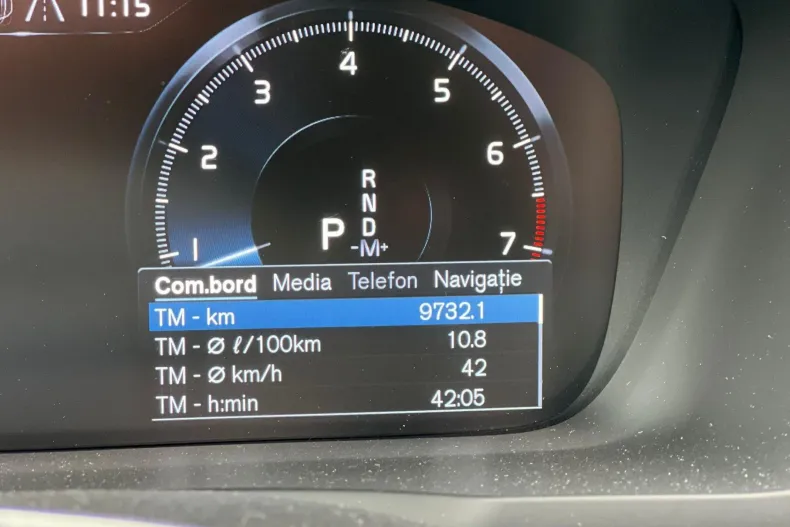 11:15
4
3 5
2 6
1 7
R
N
P D
-M+
Com.bord Media Telefon Navigație
TM - km 9732.1
TM - Ø ℓ/100km 10.8
TM - Ø km/h 42
TM - h:min 42:05